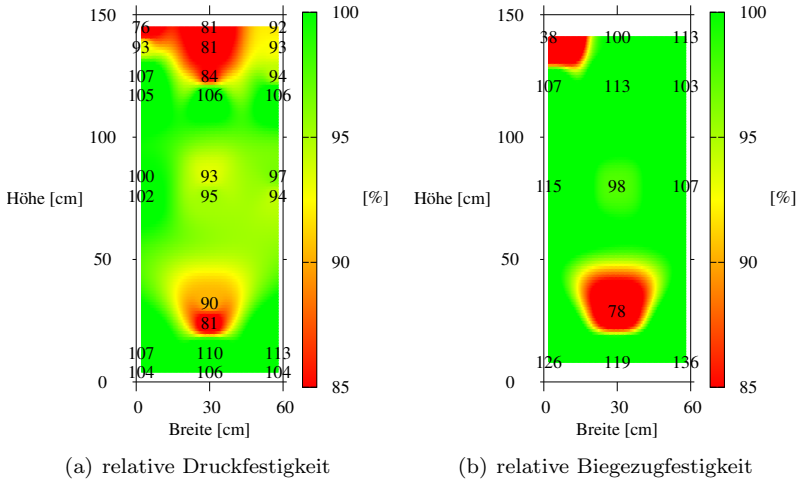 150
76 81 92
93 81 93
107 84 94
105 106 106
100
100 93 97
102 95 94
Höhe [cm]
50
90
81
107 110 113
104 106 104
0
0 30 60
Breite [cm]
100
95
[%]
90
85
(a) relative Druckfestigkeit
150
38 100 113
107 113 103
100
115 98 107
Höhe [cm]
50
78
126 119 136
0
0 30 60
Breite [cm]
100
95
[%]
90
85
(b) relative Biegezugfestigkeit